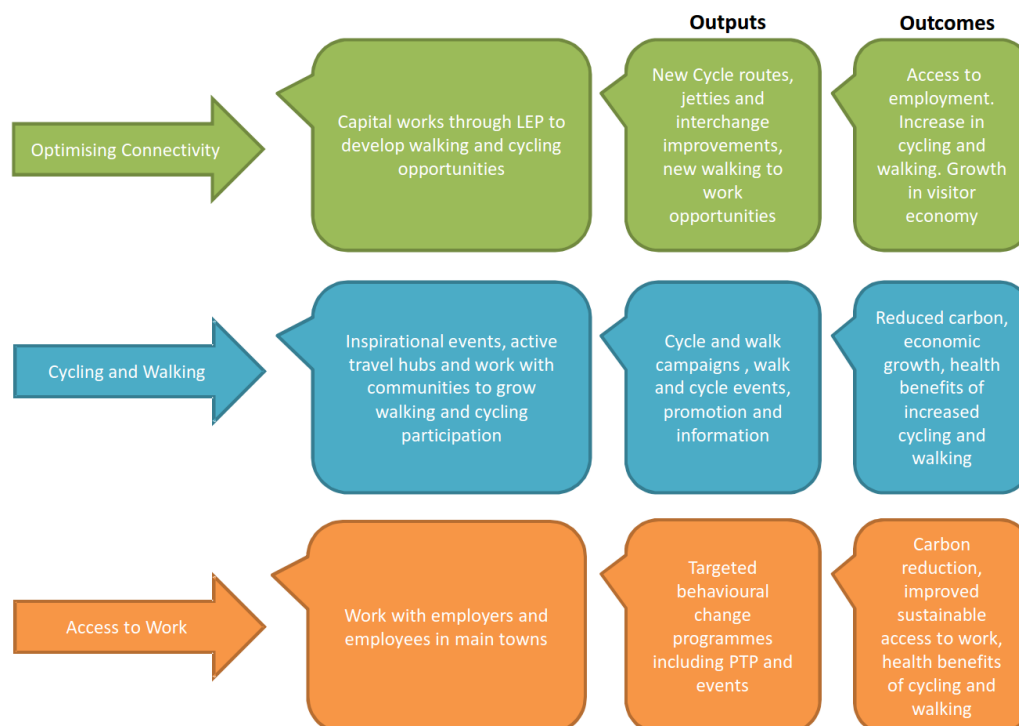 Outputs
Outcomes
Optimising Connectivity
Capital works through LEP to
develop walking and cycling
opportunities
New Cycle routes,
jetties and
interchange
improvements,
new walking to
work
opportunities
Access to
employment.
Increase in
cycling and
walking. Growth
in visitor
economy
Cycling and Walking
Inspirational events, active
travel hubs and work with
communities to grow
walking and cycling
participation
Cycle and walk
campaigns , walk
and cycle events,
promotion and
information
Reduced carbon,
economic
growth, health
benefits of
increased
cycling and
walking
Access to Work
Work with employers and
employees in main towns
Targeted
behavioural
change
programmes
including PTP and
events
Carbon
reduction,
improved
sustainable
access to work,
health benefits
of cycling and
walking